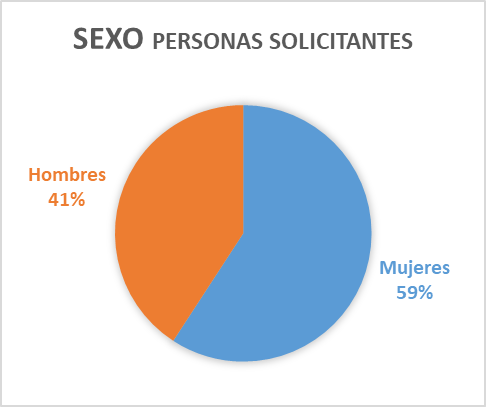 SEXO PERSONAS SOLICITANTES
Hombres
41%
Mujeres
59%